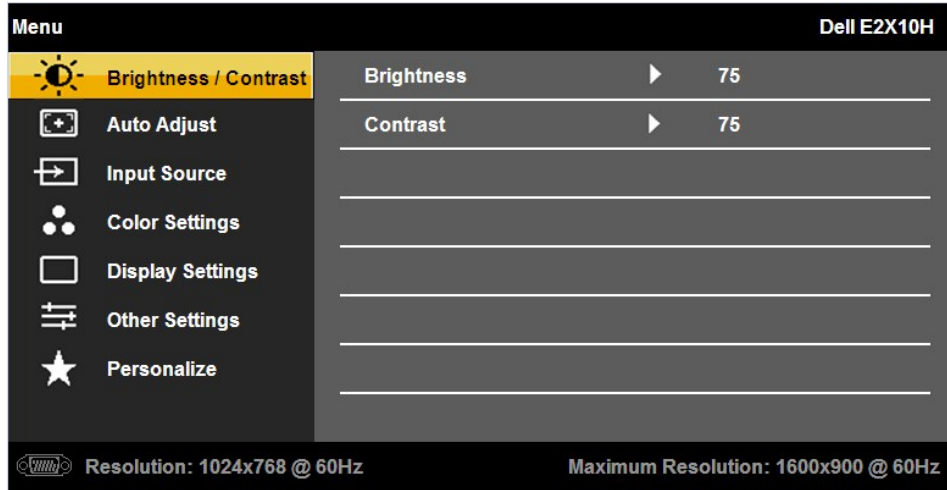 Menu Dell E2X10H
Brightness / Contrast Brightness 75
Auto Adjust Contrast 75
Input Source
Color Settings
Display Settings
Other Settings
Personalize
Resolution: 1024x768 @ 60Hz Maximum Resolution: 1600x900 @ 60Hz